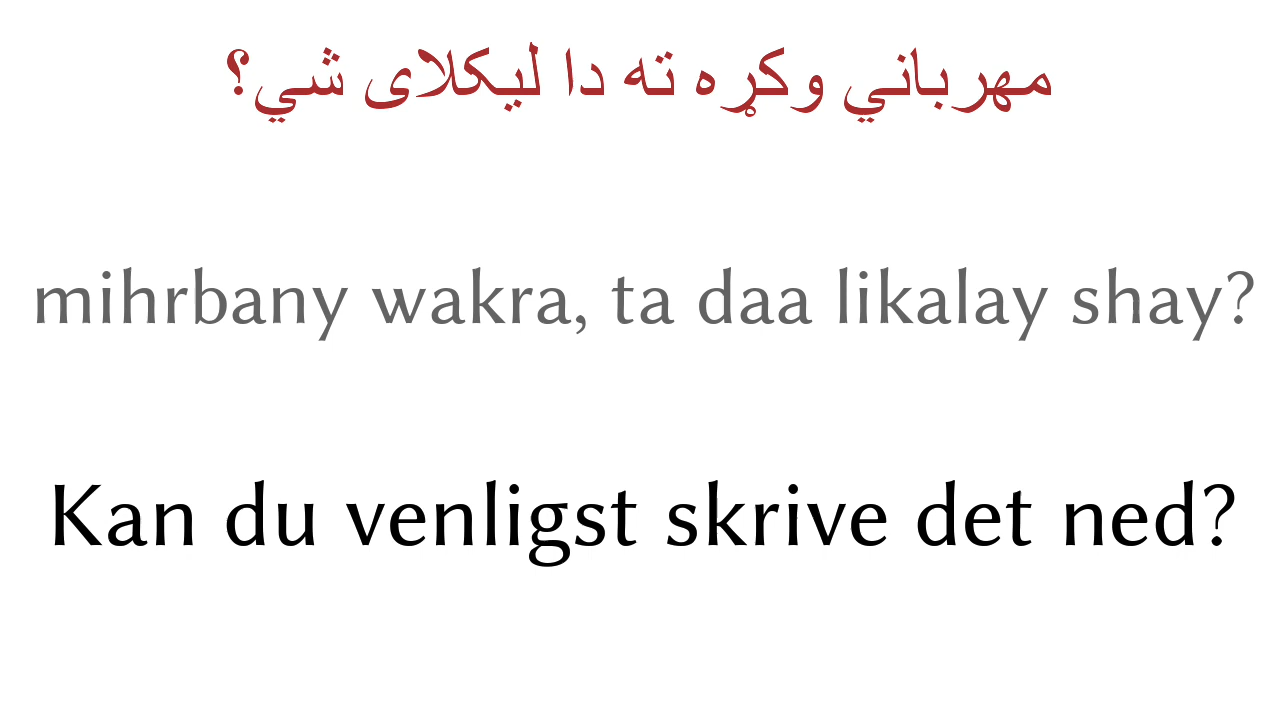 مهرباني وکړه ته دا ليکلای شي؟
mihrbany wakra, ta daa likalay shay?
Kan du venligst skrive det ned?